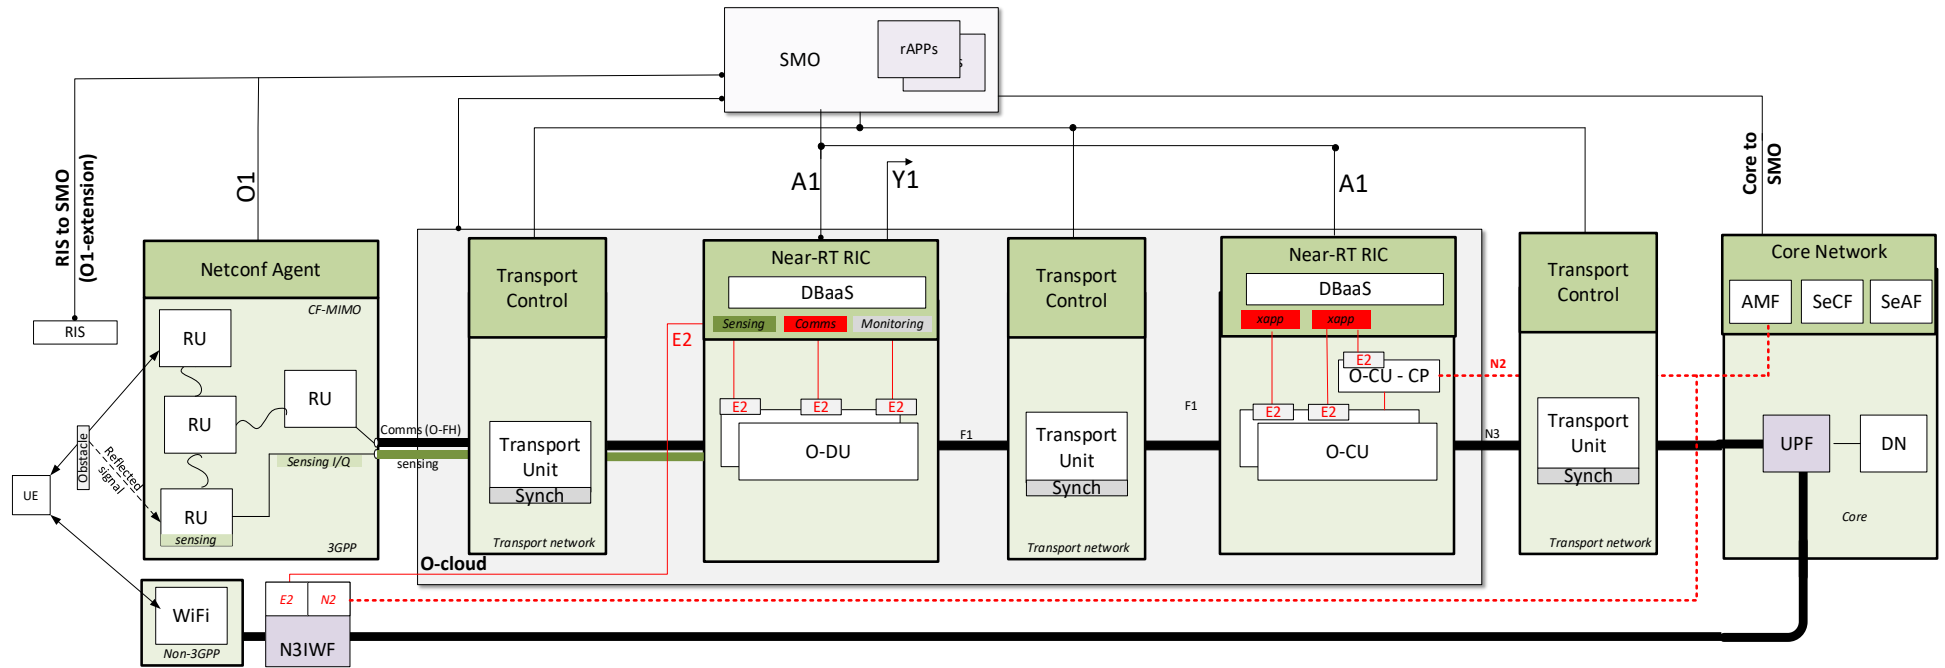 SMO
rAPPs
s
RIS to SMO
(O1-extension)
O1
A1
Y1
A1
Core to
SMO
Netconf Agent
CF-MIMO
RU
RU
RU
RU
sensing
Sensing I/Q
3GPP
RIS
Obstacle
Reflected
signal
UE
WiFi
Non-3GPP
E2
N2
N3IWF
Comms (O-FH)
sensing
O-cloud
Transport
Control
Transport
Unit
Synch
Transport network
E2
Near-RT RIC
DBaaS
Sensing
Comms
Monitoring
E2
E2
E2
O-DU
F1
Transport
Control
Transport
Unit
Synch
Transport network
F1
Near-RT RIC
DBaaS
xapp
xapp
E2
O-CU - CP
E2
E2
O-CU
N2
N3
Transport
Control
Transport
Unit
Synch
Transport network
Core Network
AMF
SeCF
SeAF
UPF
DN
Core